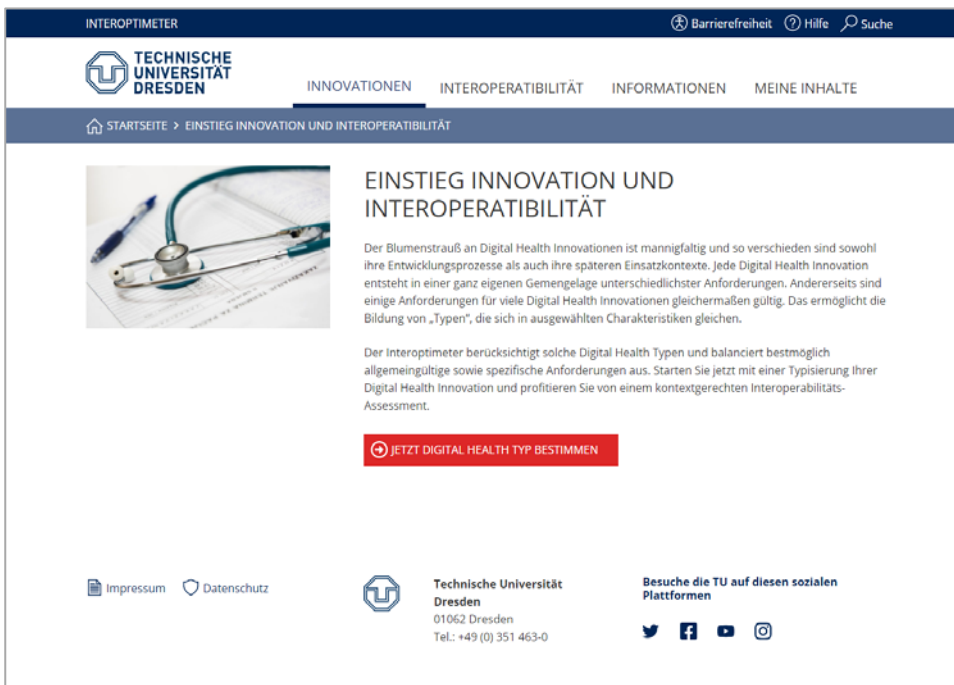 INTEROPTIMETER
Barrierefreiheit Hilfe Suche
TECHNISCHE
UNIVERSITÄT
DRESDEN
INNOVATIONEN INTEROPERATIBILITÄT INFORMATIONEN MEINE INHALTE
STARTSEITE > EINSTIEG INNOVATION UND INTEROPERATIBILITÄT
EINSTIEG INNOVATION UND
INTEROPERATIBILITÄT
Der Blumenstrauß an Digital Health Innovationen ist mannigfaltig und so verschieden sind sowohl
ihre Entwicklungsprozesse als auch ihre späteren Einsatzkontexte. Jede Digital Health Innovation
entsteht in einer ganz eigenen Gemengelage unterschiedlichster Anforderungen. Andererseits sind
einige Anforderungen für viele Digital Health Innovationen gleichermaßen gültig. Das ermöglicht die
Bildung von „Typen“, die sich in ausgewählten Charakteristiken gleichen.
Der Interoptimeter berücksichtigt solche Digital Health Typen und balanciert bestmöglich
allgemeingültige sowie spezifische Anforderungen aus. Starten Sie jetzt mit einer Typisierung Ihrer
Digital Health Innovation und profitieren Sie von einem kontextgerechten Interoperabilitäts-
Assessment.
JETZT DIGITAL HEALTH TYP BESTIMMEN
Impressum Datenschutz
Technische Universität
Dresden
01062 Dresden
Tel.: +49 (0) 351 463-0
Besuche die TU auf diesen sozialen
Plattformen